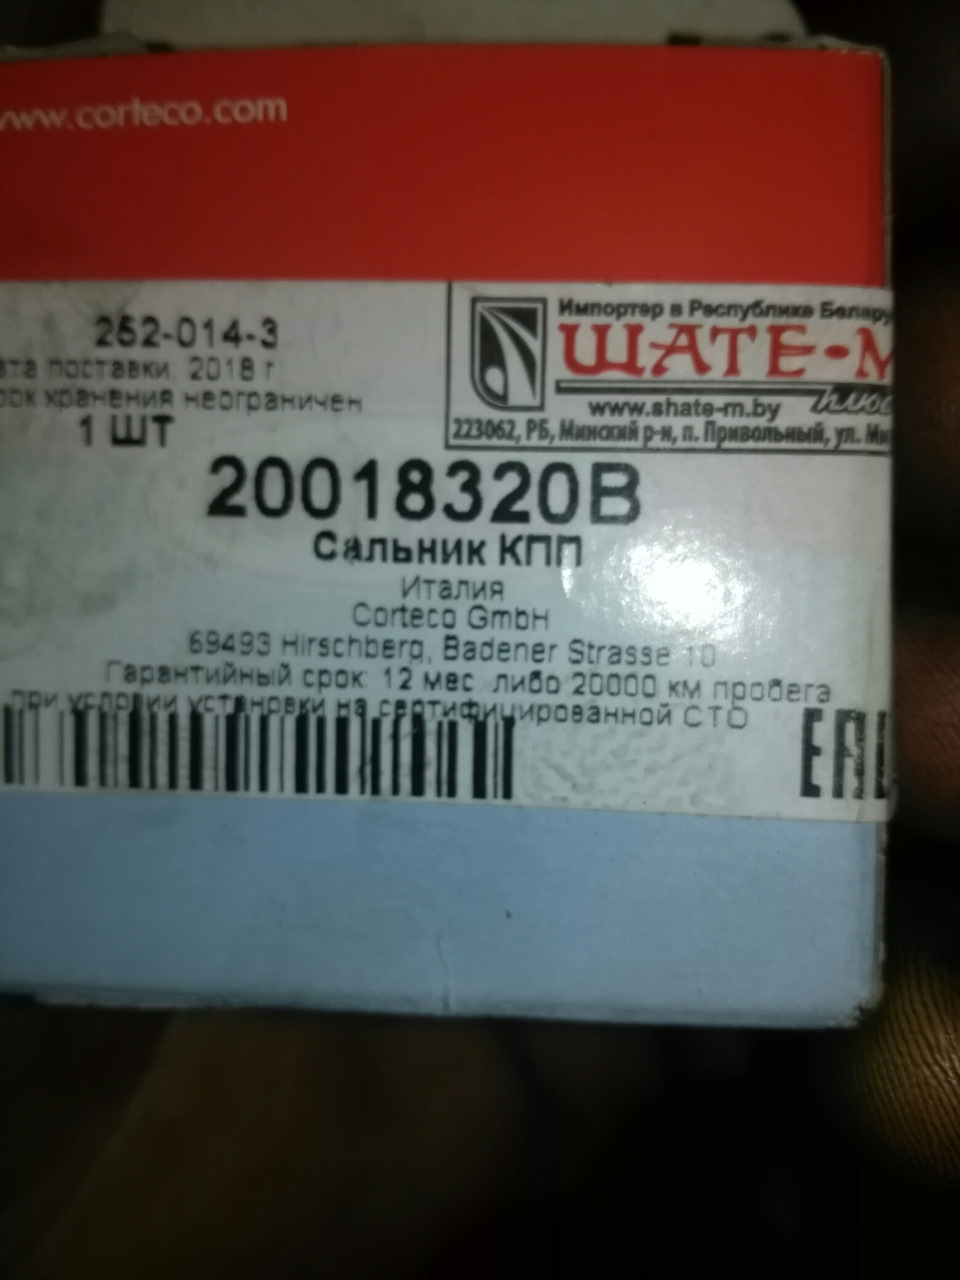 www.corteco.com
252-014-3
ата поставки: 2018 г
рок хранения неограничен
1 ШТ
Импортер в Республике Белару
ШАТЕ-М
плюс
www.shate-m.by
223062, РБ, Минский р-н, п. Привольный, ул. Ми
20018320B
Сальник КПП
Италия
Corteco GmbH
69493 Hirschberg, Badener Strasse 10
Гарантийный срок: 12 мес. либо 20000 км пробега
при условии установки на сертифицированной СТО
EAC